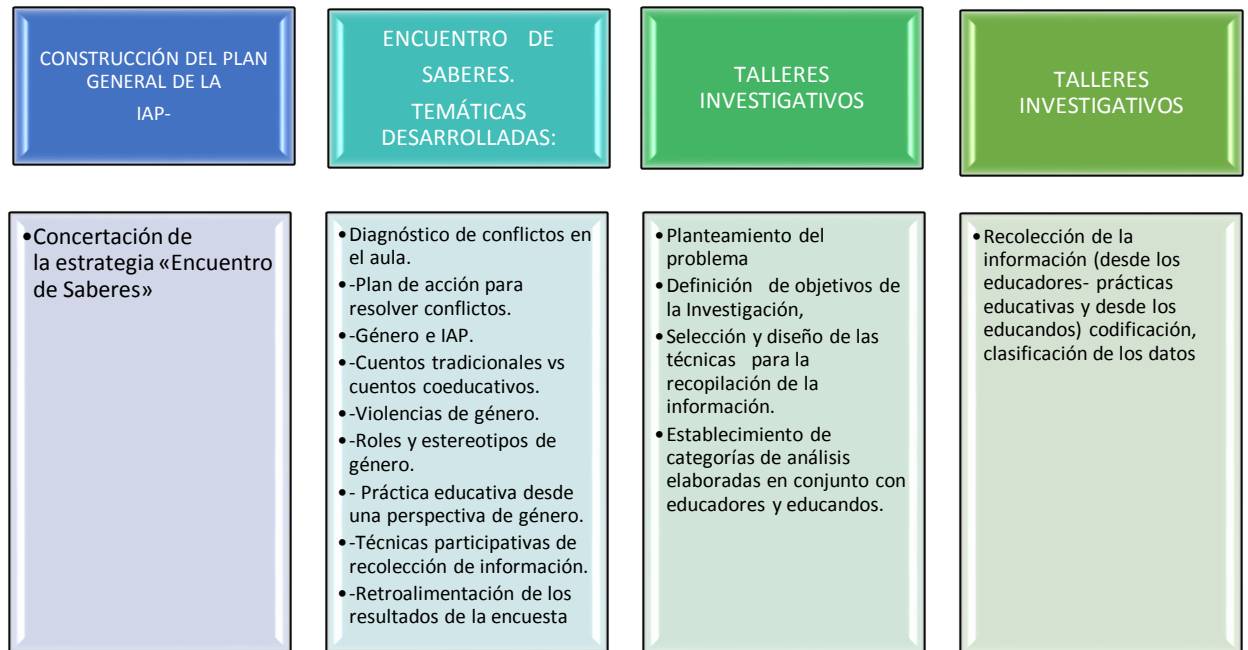 CONSTRUCCIÓN DEL PLAN
GENERAL DE LA
IAP-
•Concertación de
la estrategia «Encuentro
de Saberes»
ENCUENTRO DE
SABERES.
TEMÁTICAS
DESARROLLADAS:
•Diagnóstico de conflictos en
el aula.
•-Plan de acción para
resolver conflictos.
•-Género e IAP.
•-Cuentos tradicionales vs
cuentos coeducativos.
•-Violencias de género.
•-Roles y estereotipos de
género.
•- Práctica educativa desde
una perspectiva de género.
•-Técnicas participativas de
recolección de información.
•-Retroalimentación de los
resultados de la encuesta
TALLERES
INVESTIGATIVOS
•Planteamiento del
problema
•Definición de objetivos de
la Investigación,
•Selección y diseño de las
técnicas para la
recopilación de la
información.
•Establecimiento de
categorías de análisis
elaboradas en conjunto con
educadores y educandos.
TALLERES
INVESTIGATIVOS
•Recolección de la
información (desde los
educadores- prácticas
educativas y desde los
educandos) codificación,
clasificación de los datos